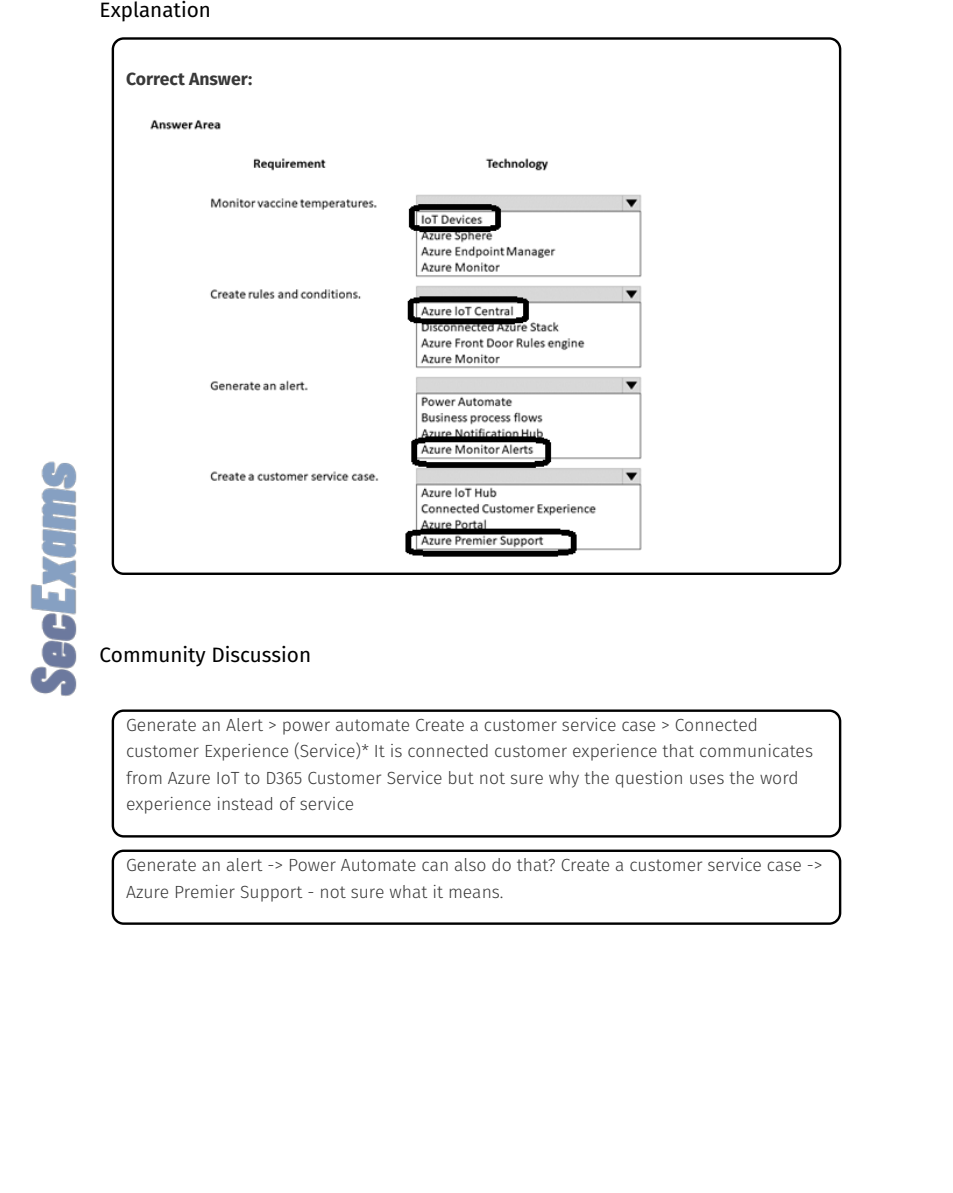 Explanation
Correct Answer:
Answer Area
Requirement Technology
Monitor vaccine temperatures.
IoT Devices
Azure Sphere
Azure Endpoint Manager
Azure Monitor
Create rules and conditions.
Azure IoT Central
Disconnected Azure Stack
Azure Front Door Rules engine
Azure Monitor
Generate an alert.
Power Automate
Business process flows
Azure Notification Hub
Azure Monitor Alerts
Create a customer service case.
Azure IoT Hub
Connected Customer Experience
Azure Portal
Azure Premier Support
SecExams
Community Discussion
Generate an Alert > power automate Create a customer service case > Connected
customer Experience (Service)* It is connected customer experience that communicates
from Azure IoT to D365 Customer Service but not sure why the question uses the word
experience instead of service
Generate an alert -> Power Automate can also do that? Create a customer service case ->
Azure Premier Support - not sure what it means.